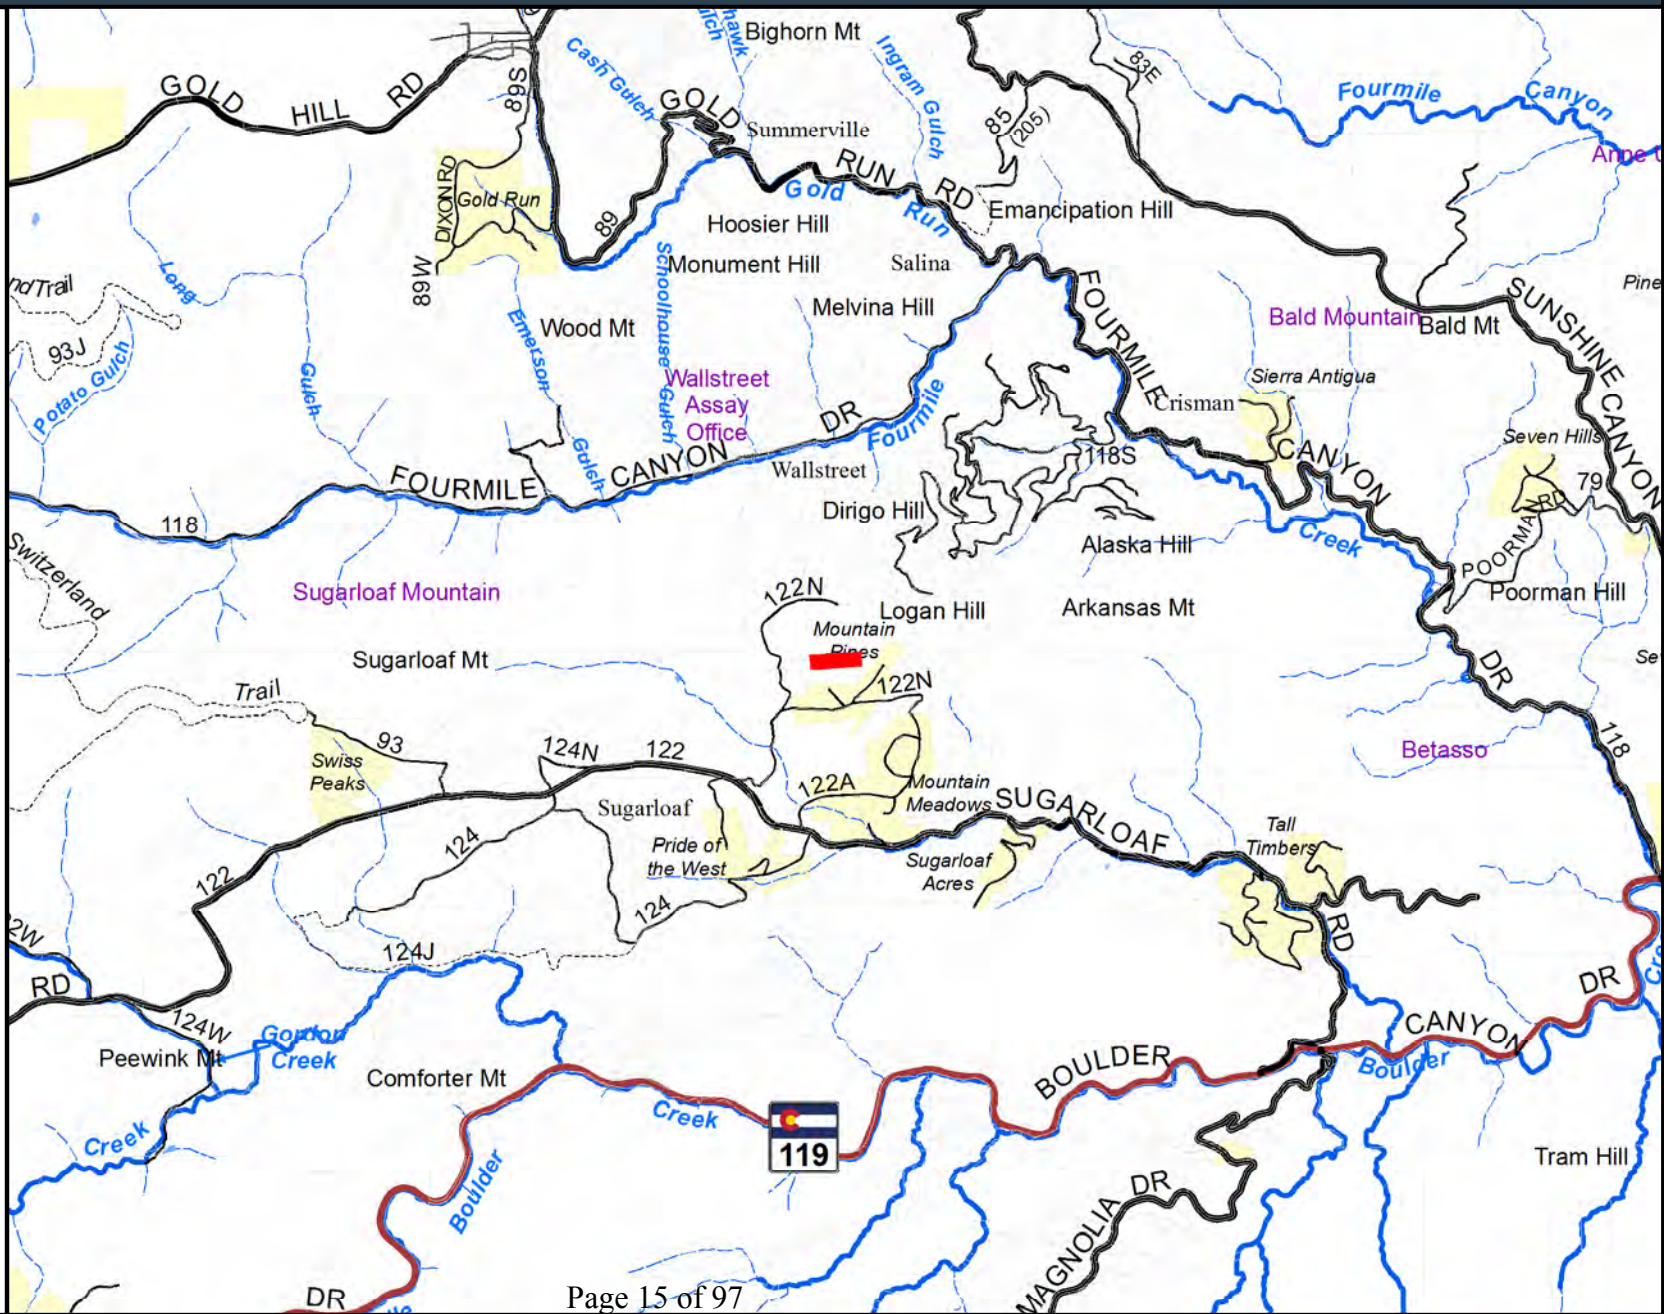 Bighorn Mt
Cash Gulch
Ingram Gulch
83E
Fourmile Canyon
GOLD HILL RD
89S
GOLD RUN RD
Summerville
85
(205)
DIXON RD
Gold Run
Gold Run
Emancipation Hill
89
Hoosier Hill
Monument Hill
Salina
89W
Long Gulch
Schoolhouse Gulch
Melvina Hill
Wood Mt
Emerson Gulch
93J
Potato Gulch
Bald Mountain
Bald Mt
SUNSHINE CANYON
Pine
Wallstreet
Assay
Office
Sierra Antigua
Crisman
FOURMILE CANYON DR
Fourmile
Wallstreet
118S
FOURMILE CANYON DR
Seven Hills
79
POORMAN RD
118
Dirigo Hill
Creek
Alaska Hill
Switzerland Trail
Sugarloaf Mountain
122N
Logan Hill
Arkansas Mt
Poorman Hill
Mountain
Pines
Sugarloaf Mt
122N
93
124N
122
Swiss
Peaks
Betasso
118
122A
Mountain
Meadows
SUGARLOAF RD
Sugarloaf
Tall
Timbers
124
Pride of
the West
Sugarloaf
Acres
122
124
2W
124J
RD
124W
Gordon
Creek
Peewink Mt
Comforter Mt
BOULDER CANYON DR
Boulder
Creek
119
Creek
Boulder
Tram Hill
MAGNOLIA DR
DR
Page 15 of 97